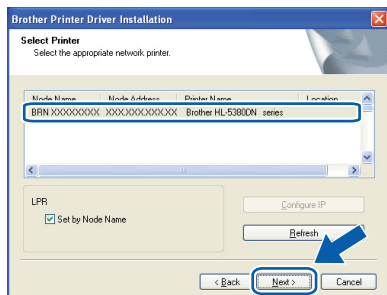 Brother Printer Driver Installation
Select Printer
Select the appropriate network printer.
Node Name Node Address Printer Name Location
BRN XXXXXXXXX XXX.XXX.XXX.XX Brother HL-5380DN series
LPR
Set by Node Name
Configure IP
Refresh
< Back Next > Cancel